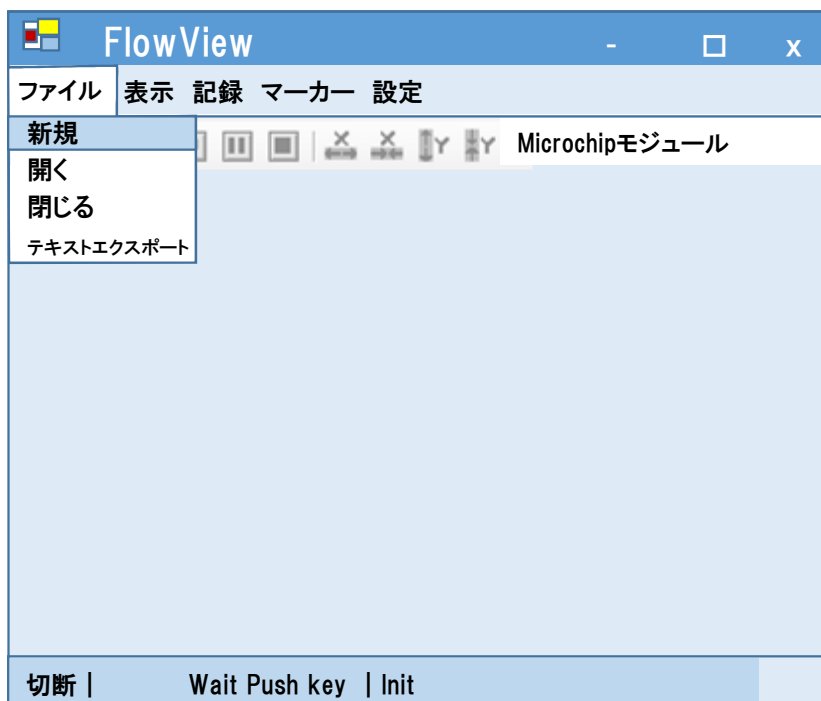 FlowView - □ x
ファイル 表示 記録 マーカー 設定
新規
X X Y Y Microchipモジュール
開く
閉じる
テキストエクスポート
切断 | Wait Push key | Init